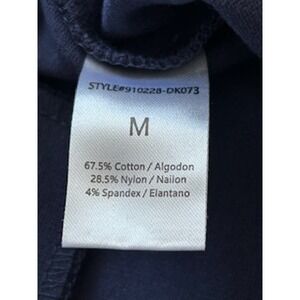 STYLE#910228-DK073
M
67.5% Cotton / Algodon
28.5% Nylon / Nailon
4% Spandex / Elantano